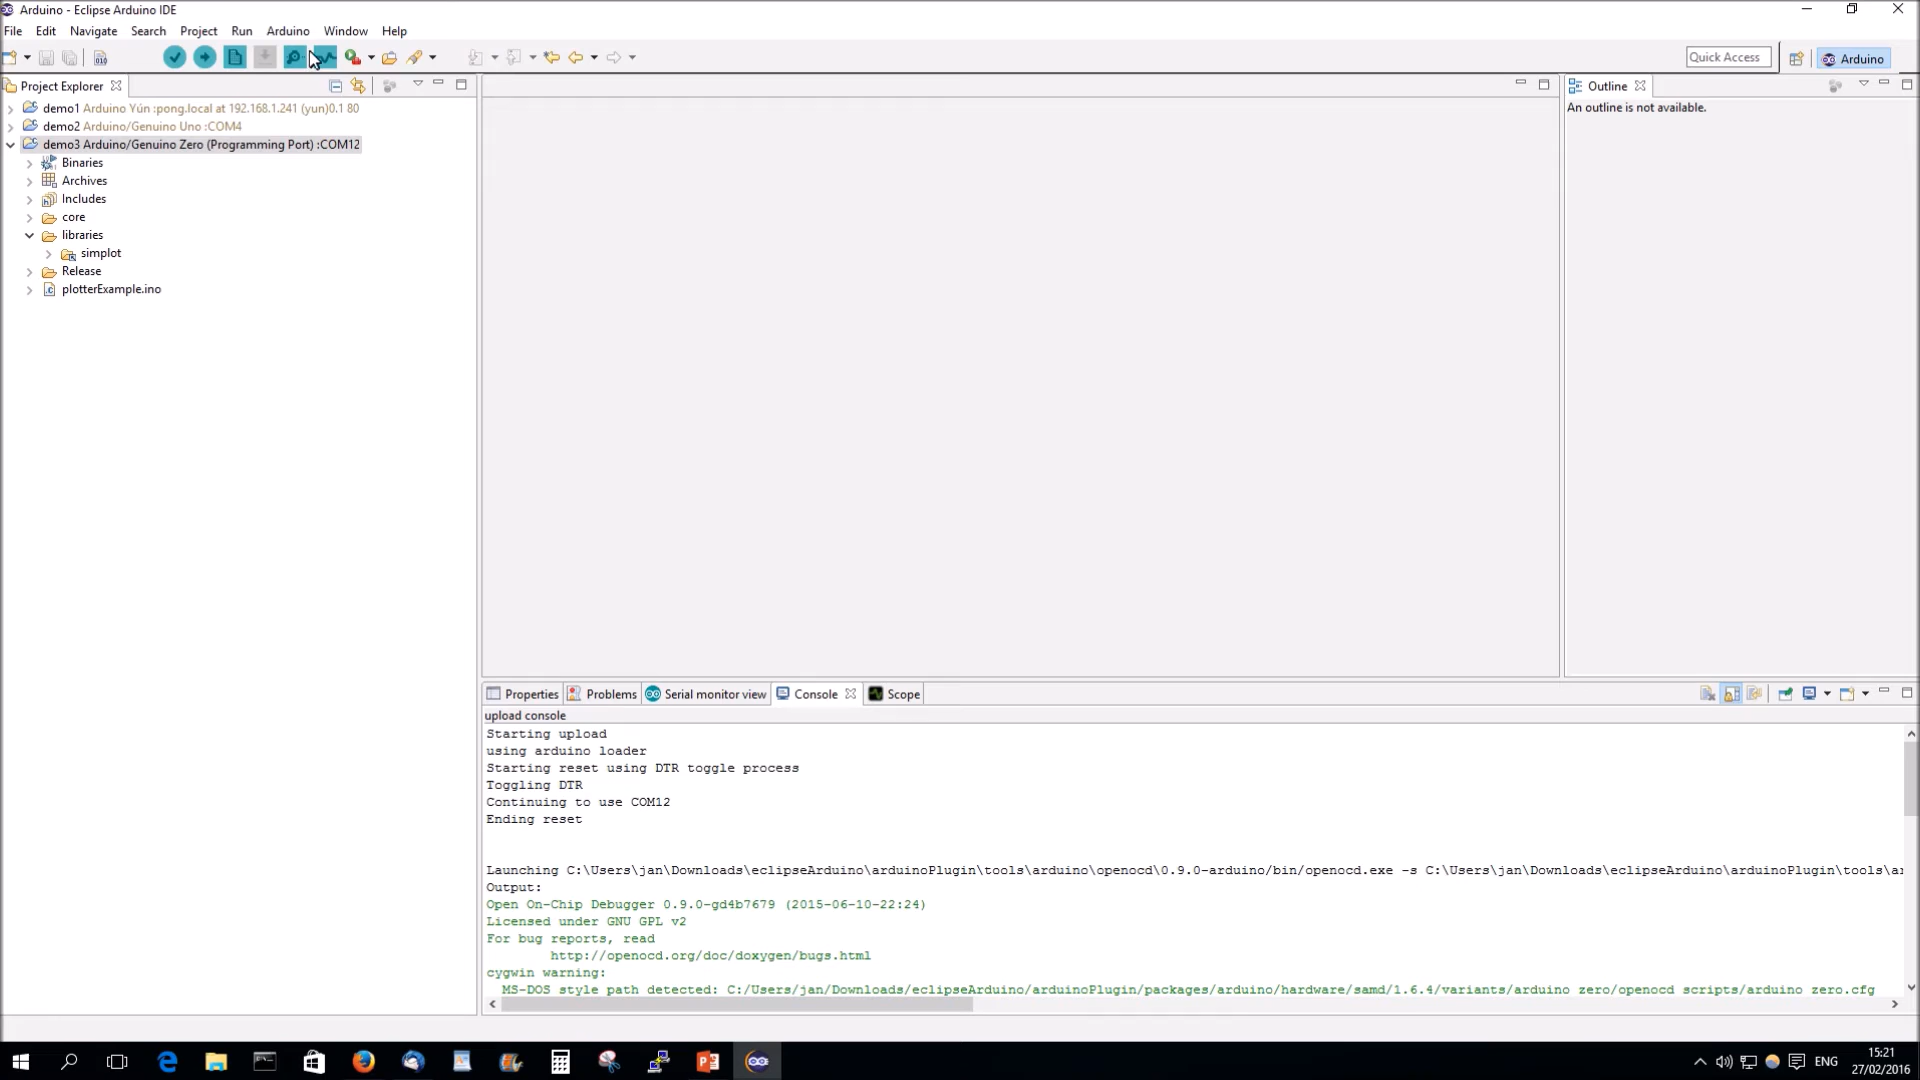 Arduino - Eclipse Arduino IDE
File Edit Navigate Search Project Run Arduino Window Help
Quick Access
Arduino
Project Explorer
demo1 Arduino Yún :pong.local at 192.168.1.241 (yun)0.1 80
demo2 Arduino/Genuino Uno :COM4
demo3 Arduino/Genuino Zero (Programming Port) :COM12
Binaries
Archives
Includes
core
libraries
simplot
Release
plotterExample.ino
Outline
An outline is not available.
Properties Problems Serial monitor view Console Scope
upload console
Starting upload
using arduino loader
Starting reset using DTR toggle process
Toggling DTR
Continuing to use COM12
Ending reset
Launching C:\Users\jan\Downloads\eclipseArduino\arduinoPlugin\tools\arduino\openocd\0.9.0-arduino/bin/openocd.exe -s C:\Users\jan\Downloads\eclipseArduino\arduinoPlugin\tools\
Output:
Open On-Chip Debugger 0.9.0-gd4b7679 (2015-06-10-22:24)
Licensed under GNU GPL v2
For bug reports, read
http://openocd.org/doc/doxygen/bugs.html
cygwin warning:
MS-DOS style path detected: C:/Users/jan/Downloads/eclipseArduino/arduinoPlugin/packages/arduino/hardware/samd/1.6.4/variants/arduino_zero/openocd_scripts/arduino_zero.cfg
ENG
15:21
27/02/2016